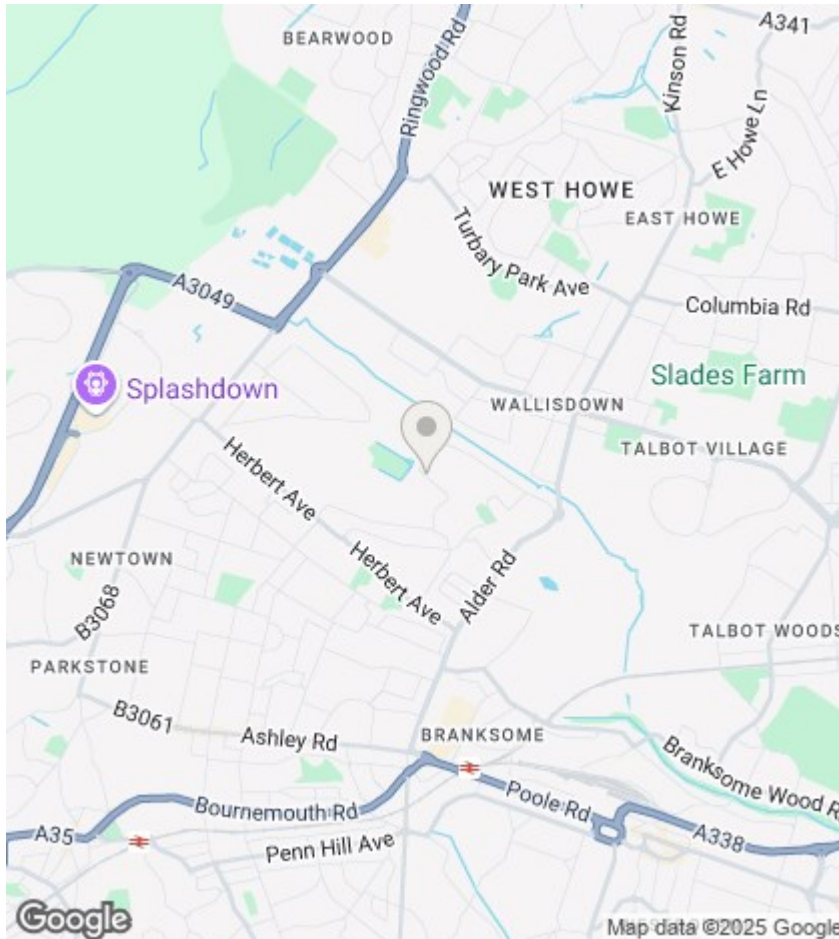 A341
BEARWOOD
Ringwood Rd
Kinson Rd
E Howe Ln
WEST HOWE
EAST HOWE
Turbary Park Ave
A3049
Columbia Rd
Splashdown
Slades Farm
WALLISDOWN
TALBOT VILLAGE
Herbert Ave
Herbert Ave
NEWTOWN
Alder Rd
B3068
TALBOT WOODS
PARKSTONE
B3061
Ashley Rd
BRANKSOME
Branksome Wood R
Bournemouth Rd
Poole Rd
A35
Penn Hill Ave
A338
Google
Map data ©2025 Google